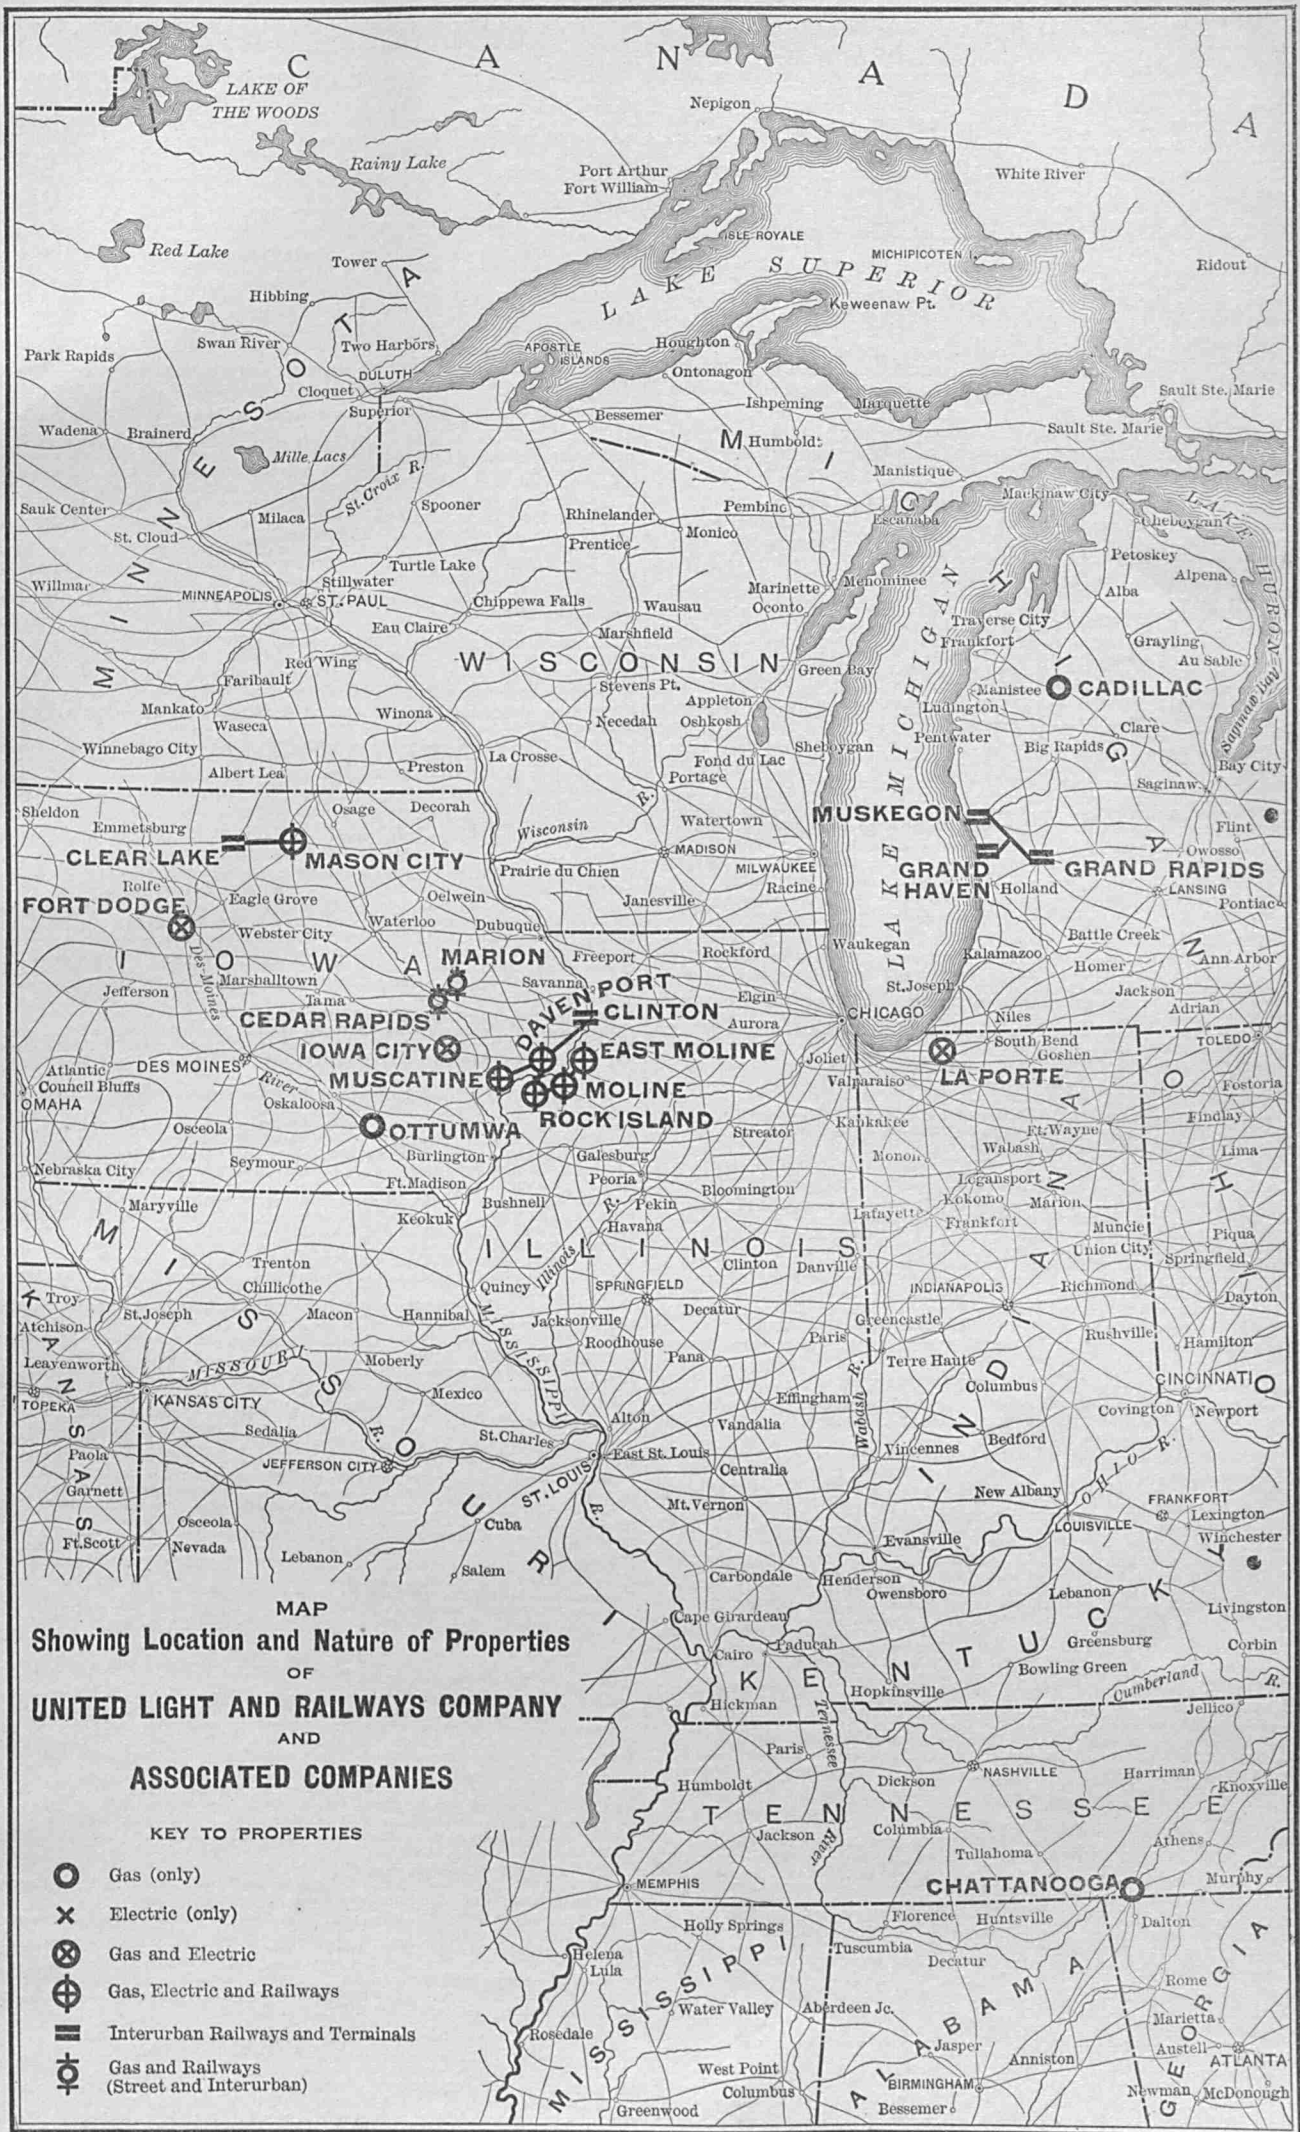 C A N A D A
LAKE OF
THE WOODS
Nepigon
Rainy Lake
Port Arthur
Fort William
White River
ISLE ROYALE
Red Lake
Tower
MICHIPICOTEN I.
Ridout
LAKE SUPERIOR
Hibbing
Keweenaw Pt.
Swan River
Two Harbors
Houghton
Park Rapids
APOSTLE
ISLANDS
Ontonagon
DULUTH
Cloquet
Superior
Bessemer
Ishpeming
Marquette
Sault Ste. Marie
Sault Ste. Marie
Wadena
Brainerd
Humboldt
MINNESOTA
MICHIGAN
Mille Lacs
St. Croix R.
Manistique
Mackinaw City
LAKE HURON
Sauk Center
Milaca
Spooner
Rhinelander
Pembine
Escanaba
Cheboygan
St. Cloud
Prentice
Monico
Petoskey
Turtle Lake
Alpena
Willmar
Stillwater
MINNEAPOLIS
ST. PAUL
Chippewa Falls
Wausau
Marinette
Menominee
Oconto
Alba
Eau Claire
Marshfield
Traverse City
Frankfort
Grayling
Au Sable
Red Wing
WISCONSIN
Green Bay
LAKE MICHIGAN
Faribault
Stevens Pt.
Appleton
Manistee
CADILLAC
Saginaw Bay
Mankato
Waseca
Winona
Necedah
Oshkosh
Ludington
Pentwater
Clare
Winnebago City
La Crosse
Sheboygan
Big Rapids
Albert Lea
Preston
Fond du Lac
Bay City
Portage
Saginaw
Sheldon
Osage
Decorah
MUSKEGON
Emmetsburg
Wisconsin R.
Watertown
Flint
CLEAR LAKE
MASON CITY
MADISON
MILWAUKEE
Owosso
GRAND
HAVEN
GRAND RAPIDS
Rolfe
Prairie du Chien
Racine
Holland
LANSING
FORT DODGE
Eagle Grove
Oelwein
Janesville
Pontiac
Webster City
Waterloo
Dubuque
Waukegan
Battle Creek
IOWA
MARION
Freeport
Rockford
Kalamazoo
Homer
Ann Arbor
Des Moines River
Marshalltown
Jefferson
Tama
Savanna
Elgin
St. Joseph
Jackson
CEDAR RAPIDS
DAVENPORT
CLINTON
Aurora
CHICAGO
Niles
Adrian
IOWA CITY
EAST MOLINE
South Bend
Goshen
TOLEDO
Atlantic
DES MOINES
Joliet
Council Bluffs
MUSCATINE
MOLINE
Valparaiso
LA PORTE
Fostoria
OMAHA
Oskaloosa
ROCK ISLAND
Osceola
OTTUMWA
Streator
Kankakee
Ft. Wayne
Findlay
Burlington
Galesburg
Monon
Wabash
Lima
Nebraska City
Seymour
Peoria
Logansport
Ft. Madison
Bushnell
Pekin
Bloomington
Kokomo
Marion
Maryville
Keokuk
Illinois R.
Havana
Lafayette
Frankfort
Muncie
Piqua
MISSOURI
ILLINOIS
INDIANA
OHIO
Trenton
Clinton
Danville
Union City
Springfield
Chillicothe
Quincy
SPRINGFIELD
INDIANAPOLIS
Richmond
Troy
St. Joseph
Macon
Hannibal
Decatur
Dayton
Atchison
Jacksonville
Greencastle
KANSAS
Roodhouse
Paris
Rushville
Hamilton
Leavenworth
MISSOURI R.
Moberly
MISSISSIPPI R.
Pana
Terre Haute
TOPEKA
KANSAS CITY
Mexico
Effingham
Wabash R.
Columbus
CINCINNATI
Alton
Covington
Newport
Sedalia
St. Charles
Vandalia
Paola
JEFFERSON CITY
East St. Louis
Vincennes
Bedford
Garnett
ST. LOUIS
Centralia
New Albany
OHIO R.
FRANKFORT
Mt. Vernon
Lexington
Osceola
Cuba
LOUISVILLE
Winchester
Ft. Scott
Nevada
Evansville
Lebanon
Salem
Carbondale
Henderson
Owensboro
Lebanon
Livingston
MAP
Cape Girardeau
Greensburg
Showing Location and Nature of Properties
Cairo
Paducah
KENTUCKY
Bowling Green
Corbin
OF
Cumberland R.
UNITED LIGHT AND RAILWAYS COMPANY
Hickman
Hopkinsville
Jellico
AND
Tennessee River
Paris
ASSOCIATED COMPANIES
Humboldt
Dickson
NASHVILLE
Harriman
Knoxville
TENNESSEE
KEY TO PROPERTIES
Jackson
Columbia
Athens
Tullahoma
Gas (only)
MEMPHIS
CHATTANOOGA
Murphy
Electric (only)
Holly Springs
Florence
Huntsville
Dalton
Gas and Electric
Helena
Lula
Tuscumbia
Decatur
Gas, Electric and Railways
MISSISSIPPI
ALABAMA
GEORGIA
Rome
Water Valley
Aberdeen Jc.
Interurban Railways and Terminals
Rosedale
Marietta
Jasper
Austell
Gas and Railways
(Street and Interurban)
West Point
Anniston
ATLANTA
Columbus
BIRMINGHAM
Newman
McDonough
Greenwood
Bessemer